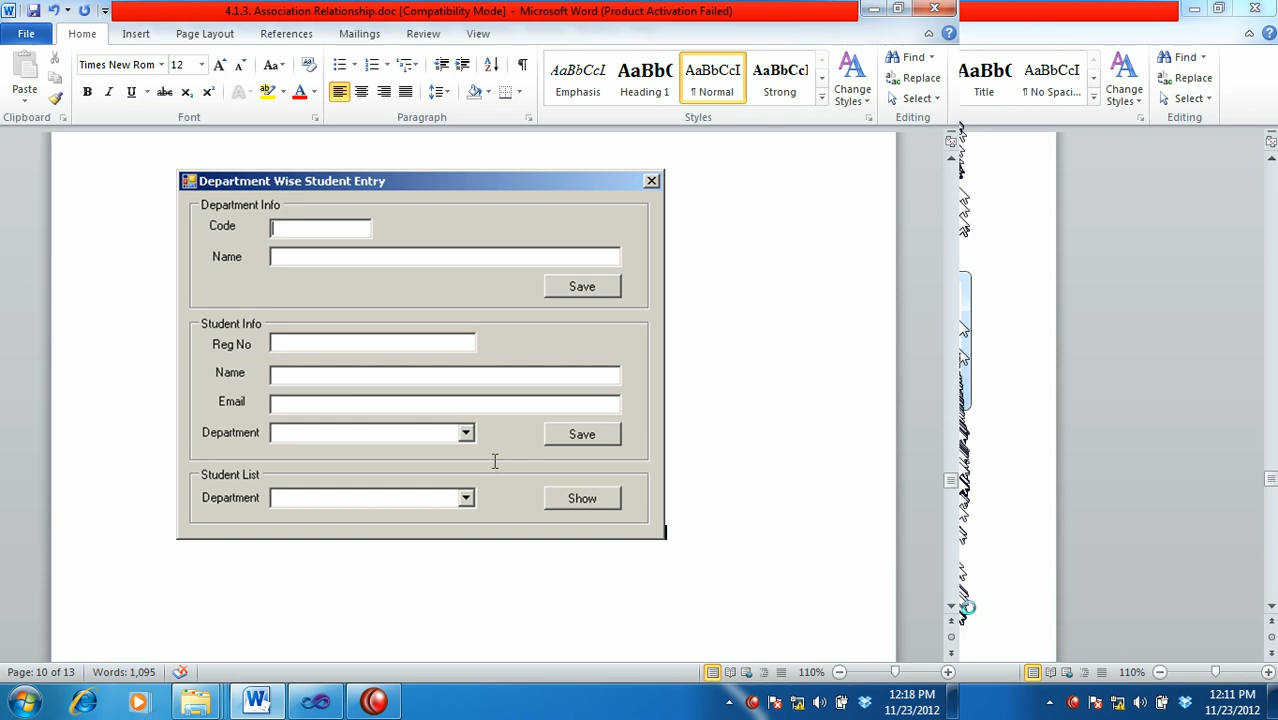 4.1.3. Association Relationship.doc [Compatibility Mode] - Microsoft Word (Product Activation Failed)
File Home Insert Page Layout References Mailings Review View
Times New Rom 12
Paste
AaBbCcI AaBbC AaBbCcI AaBbCc
Emphasis Heading 1 ¶ Normal Strong
Change Styles
Find
Replace
Select
AaBbCcI AaBbCcI
Title ¶ No Spaci...
Change Styles
Find
Replace
Select
Clipboard Font Paragraph Styles Editing Editing
Department Wise Student Entry
Department Info
Code
Name
Save
Student Info
Reg No
Name
Email
Department
Save
Student List
Department
Show
Page: 10 of 13 Words: 1,095 110% 110%
12:18 PM
11/23/2012
12:11 PM
11/23/2012